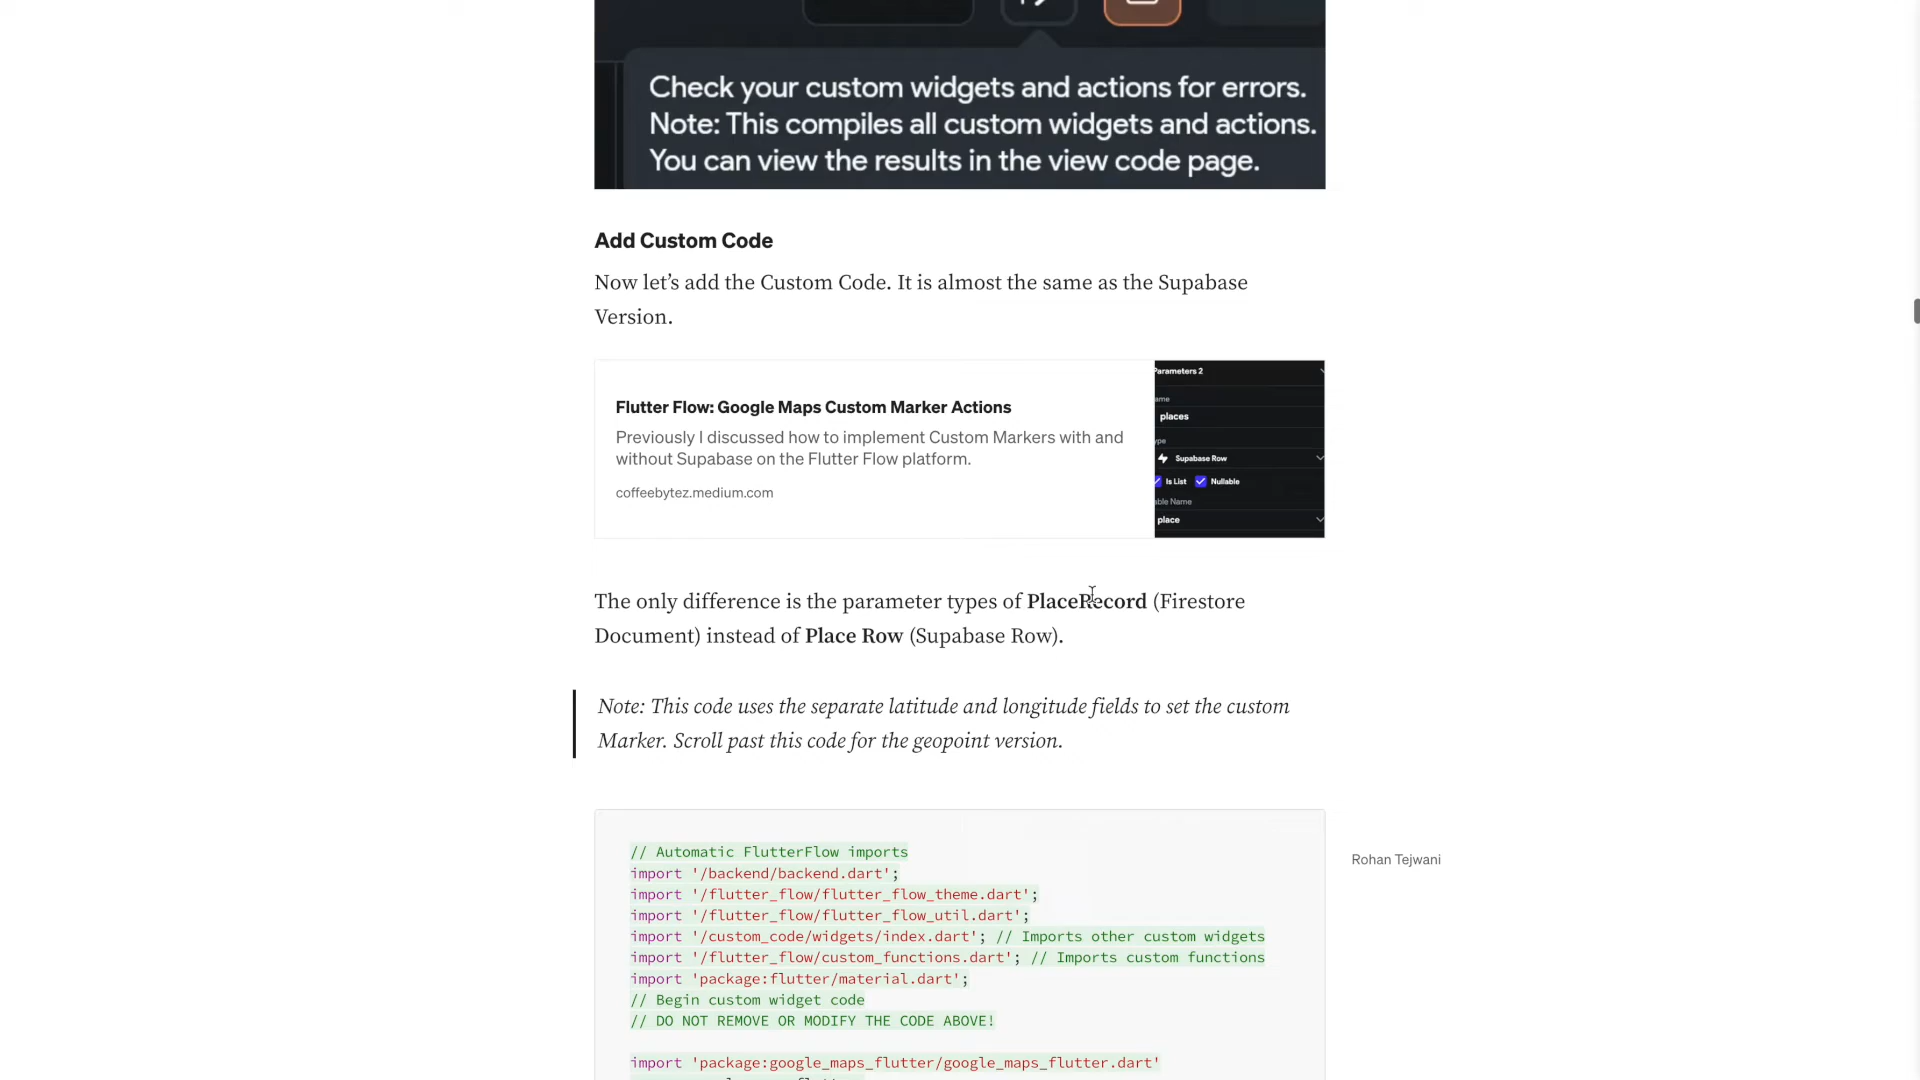 Check your custom widgets and actions for errors.
Note: This compiles all custom widgets and actions.
You can view the results in the view code page.
Add Custom Code
Now let’s add the Custom Code. It is almost the same as the Supabase
Version.
Flutter Flow: Google Maps Custom Marker Actions
Previously I discussed how to implement Custom Markers with and
without Supabase on the Flutter Flow platform.
coffeebytez.medium.com
Parameters 2
ame
places
ype
Supabase Row
Is List Nullable
able Name
place
The only difference is the parameter types of PlaceRecord (Firestore
Document) instead of Place Row (Supabase Row).
Note: This code uses the separate latitude and longitude fields to set the custom
Marker. Scroll past this code for the geopoint version.
Rohan Tejwani
// Automatic FlutterFlow imports
import '/backend/backend.dart';
import '/flutter_flow/flutter_flow_theme.dart';
import '/flutter_flow/flutter_flow_util.dart';
import '/custom_code/widgets/index.dart'; // Imports other custom widgets
import '/flutter_flow/custom_functions.dart'; // Imports custom functions
import 'package:flutter/material.dart';
// Begin custom widget code
// DO NOT REMOVE OR MODIFY THE CODE ABOVE!
import 'package:google_maps_flutter/google_maps_flutter.dart'